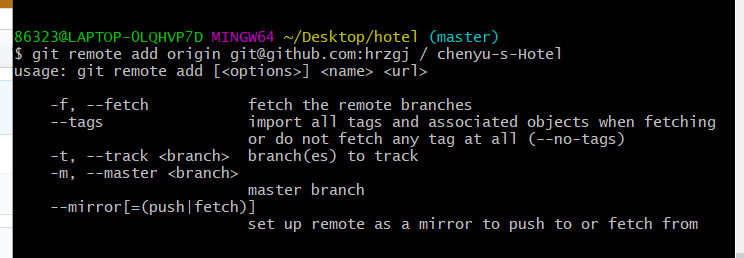 86323@LAPTOP-OLQHVP7D MINGW64 ~/Desktop/hotel (master)
$ git remote add origin git@github.com:hrzgj / chenyu-s-Hotel
usage: git remote add [<options>] <name> <url>
-f, --fetch fetch the remote branches
--tags import all tags and associated objects when fetching
or do not fetch any tag at all (--no-tags)
-t, --track <branch> branch(es) to track
-m, --master <branch>
master branch
--mirror[=(push|fetch)]
set up remote as a mirror to push to or fetch from